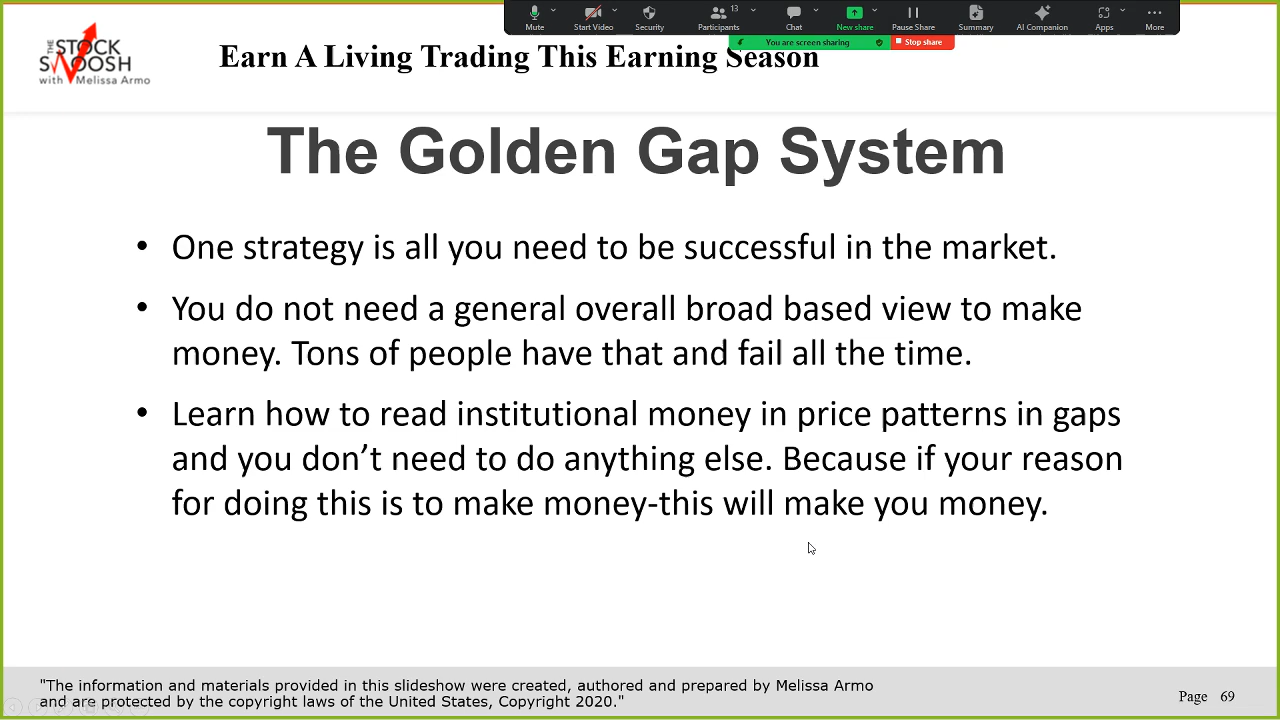 Mute
Start Video
Security
Participants
13
Chat
New share
Pause Share
Summary
AI Companion
Apps
More
You are screen sharing
Stop share
THE
STOCK
SWOOSH
with Melissa Armo
Earn A Living Trading This Earning Season
The Golden Gap System
• One strategy is all you need to be successful in the market.
• You do not need a general overall broad based view to make
money. Tons of people have that and fail all the time.
• Learn how to read institutional money in price patterns in gaps
and you don’t need to do anything else. Because if your reason
for doing this is to make money-this will make you money.
"The information and materials provided in this slideshow were created, authored and prepared by Melissa Armo
and are protected by the copyright laws of the United States, Copyright 2020."
Page 69